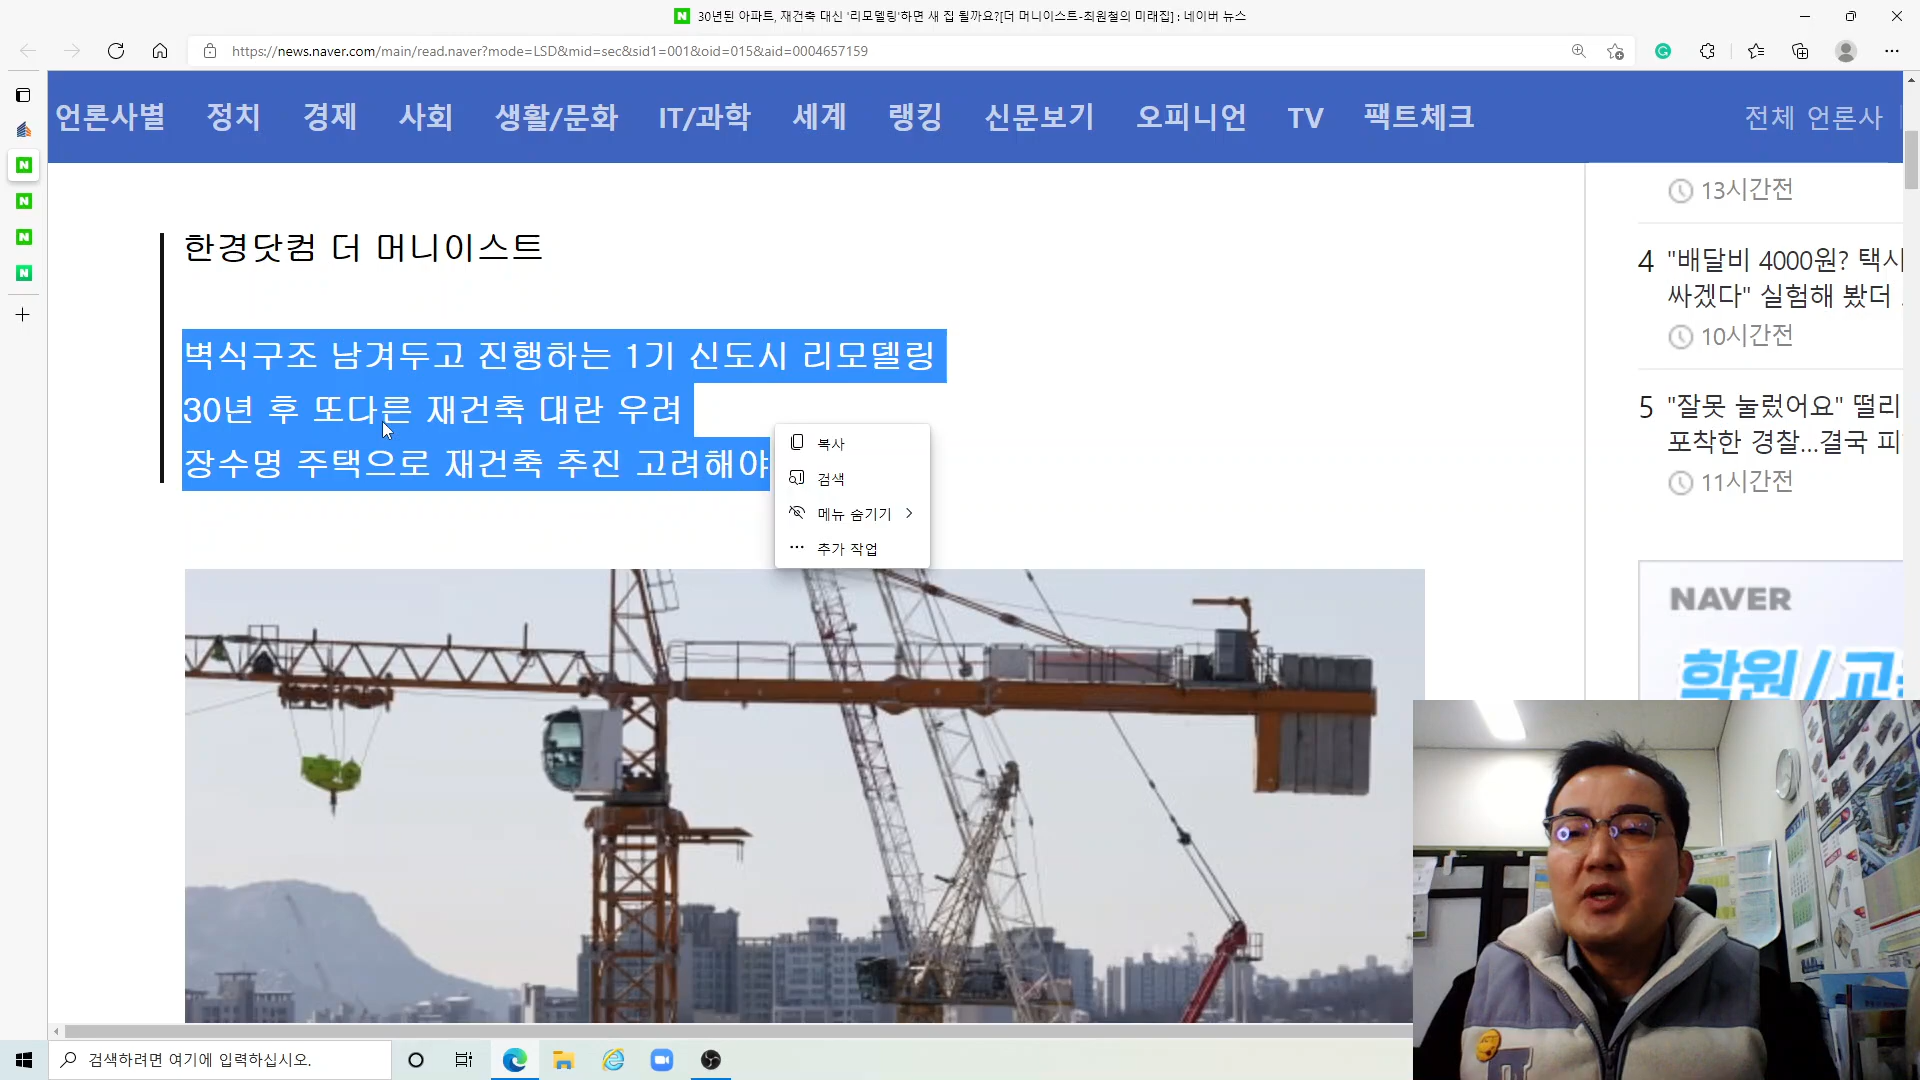 30년된 아파트, 재건축 대신 '리모델링'하면 새 집 될까요?[더 머니이스트-최원철의 미래집] : 네이버 뉴스
https://news.naver.com/main/read.naver?mode=LSD&mid=sec&sid1=001&oid=015&aid=0004657159
언론사별 정치 경제 사회 생활/문화 IT/과학 세계 랭킹 신문보기 오피니언 TV 팩트체크 전체 언론사
한경닷컴 더 머니이스트
벽식구조 남겨두고 진행하는 1기 신도시 리모델링
30년 후 또다른 재건축 대란 우려
장수명 주택으로 재건축 추진 고려해야
복사
검색
메뉴 숨기기
추가 작업
13시간전
4 "배달비 4000원? 택시
싸겠다" 실험해 봤더
10시간전
5 "잘못 눌렀어요" 떨리
포착한 경찰...결국 피
11시간전
NAVER
학원/교
검색하려면 여기에 입력하십시오.